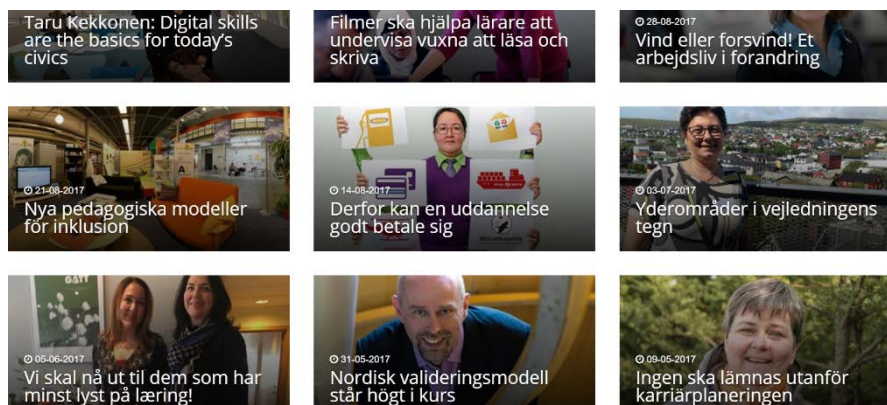 Taru Kekkonen: Digital skills
are the basics for today's
civics
Filmer ska hjälpa lärare att
undervisa vuxna att läsa och
skriva
28-08-2017
Vind eller forsvind! Et
arbejdsliv i forandring
21-08-2017
Nya pedagogiska modeller
för inklusion
14-08-2017
Derfor kan en uddannelse
godt betale sig
03-07-2017
Yderområder i vejledningens
tegn
GATT
05-06-2017
Vi skal nå ut til dem som har
minst lyst på læring!
31-05-2017
Nordisk valideringsmodell
står högt i kurs
09-05-2017
Ingen ska lämnas utanför
karriärplaneringen